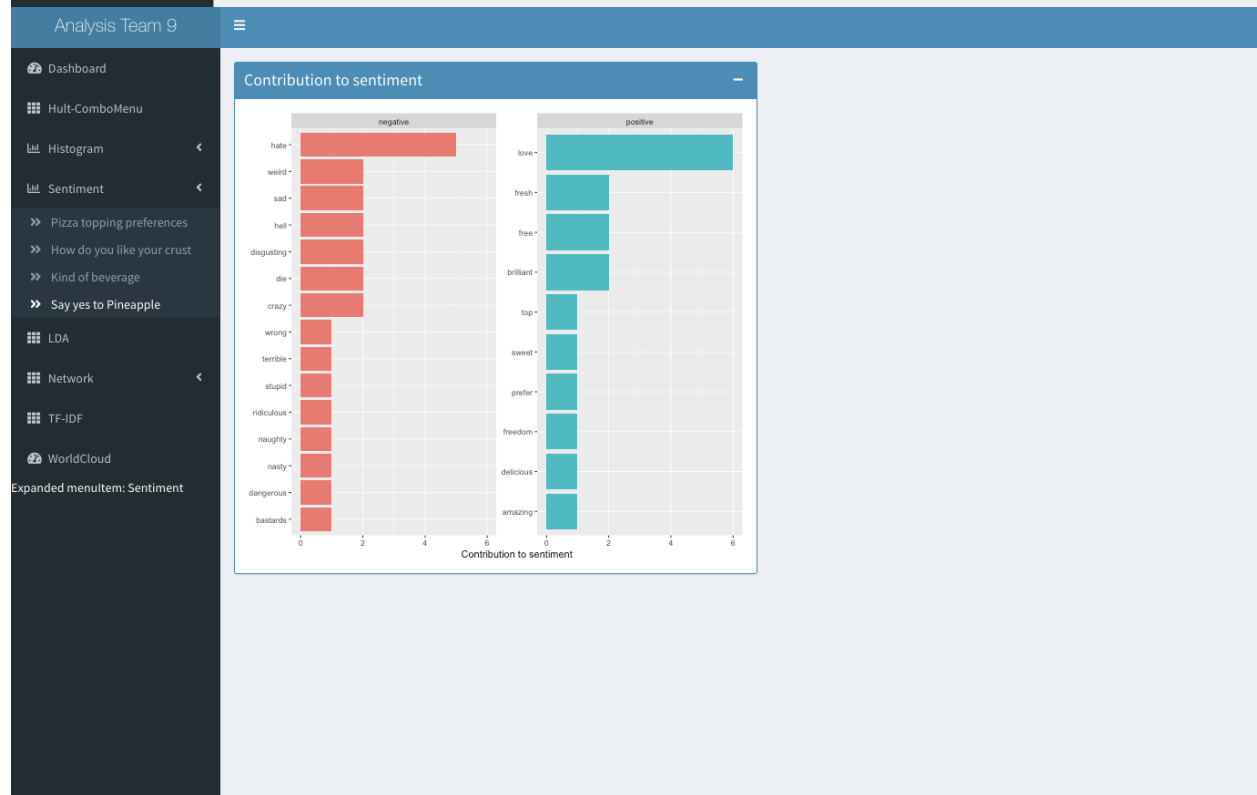 Analysis Team 9
Dashboard
Hult-ComboMenu
Histogram
Sentiment
Pizza topping preferences
How do you like your crust
Kind of beverage
Say yes to Pineapple
LDA
Network
TF-IDF
WorldCloud
Expanded menuItem: Sentiment
Contribution to sentiment
negative
hate
weird
sad
hell
disgusting
die
crazy
wrong
terrible
stupid
ridiculous
naughty
nasty
dangerous
bastards
0 2 4 6
positive
love
fresh
free
brilliant
top
sweet
prefer
freedom
delicious
amazing
0 2 4 6
Contribution to sentiment